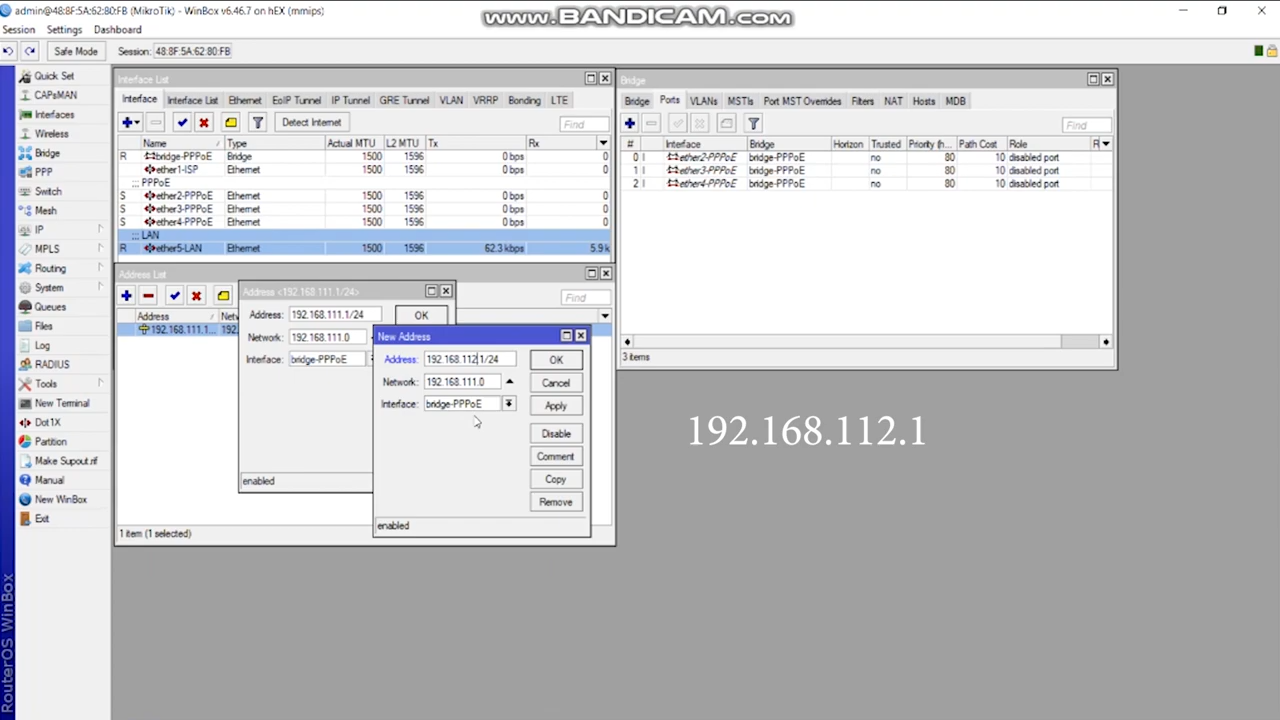 admin@48:8F:5A:62:80:FB (MikroTik) - WinBox v6.46.7 on hEX (mmips)
www.BANDICAM.com
Session Settings Dashboard
Safe Mode Session: 48:8F:5A:62:80:FB
Quick Set
CAPsMAN
Interfaces
Wireless
Bridge
PPP
Switch
Mesh
IP
MPLS
Routing
System
Queues
Files
Log
RADIUS
Tools
New Terminal
Dot1X
Partition
Make Supout.rif
Manual
New WinBox
Exit
RouterOS WinBox
Interface List
Interface Interface List Ethernet EoIP Tunnel IP Tunnel GRE Tunnel VLAN VRRP Bonding LTE
Detect Internet Find
Name Type Actual MTU L2 MTU Tx Rx
R bridge-PPPoE Bridge 1500 1596 0 bps 0
ether1-ISP Ethernet 1500 1596 0 bps 0
::: PPPoE
S ether2-PPPoE Ethernet 1500 1596 0 bps 0
S ether3-PPPoE Ethernet 1500 1596 0 bps 0
S ether4-PPPoE Ethernet 1500 1596 0 bps 0
::: LAN
R ether5-LAN Ethernet 1500 1596 62.3 kbps 5.9 k
Bridge
Bridge Ports VLANs MSTIs Port MST Overrides Filters NAT Hosts MDB
Find
# Interface Bridge Horizon Trusted Priority (h... Path Cost Role R
0 I ether2-PPPoE bridge-PPPoE no 80 10 disabled port
1 I ether3-PPPoE bridge-PPPoE no 80 10 disabled port
2 I ether4-PPPoE bridge-PPPoE no 80 10 disabled port
3 items
Address List
Find
Address Netw
192.168.111.1... 192.
1 item (1 selected)
Address <192.168.111.1/24>
Address: 192.168.111.1/24 OK
Network: 192.168.111.0
Interface: bridge-PPPoE
enabled
New Address
Address: 192.168.112.1/24 OK
Network: 192.168.111.0 Cancel
Interface: bridge-PPPoE Apply
Disable
Comment
Copy
Remove
enabled
192.168.112.1